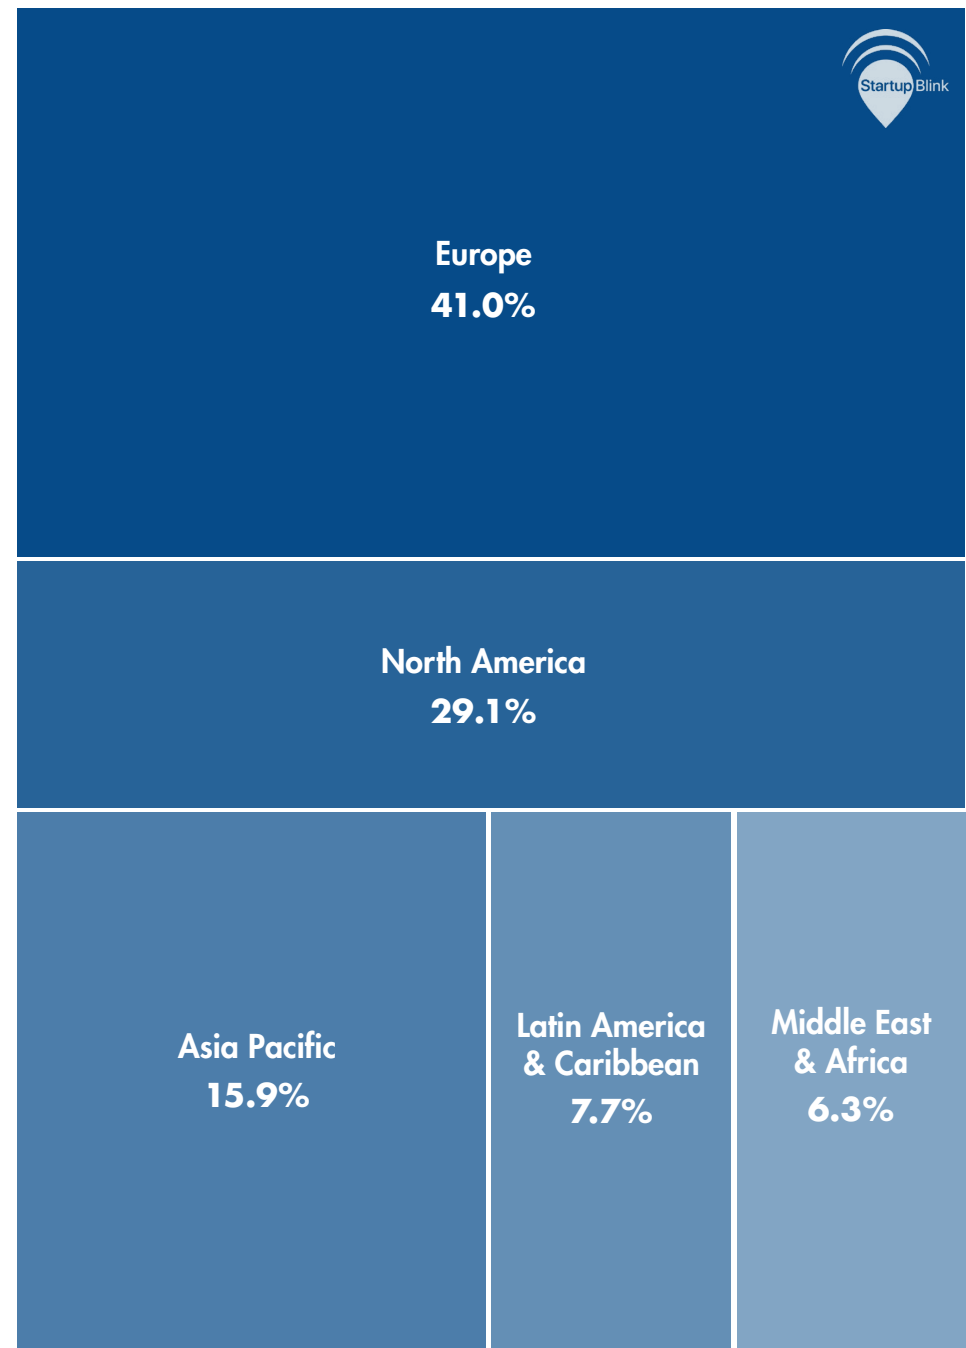 StartupBlink
Europe
41.0%
North America
29.1%
Asia Pacific
15.9%
Latin America
& Caribbean
7.7%
Middle East
& Africa
6.3%